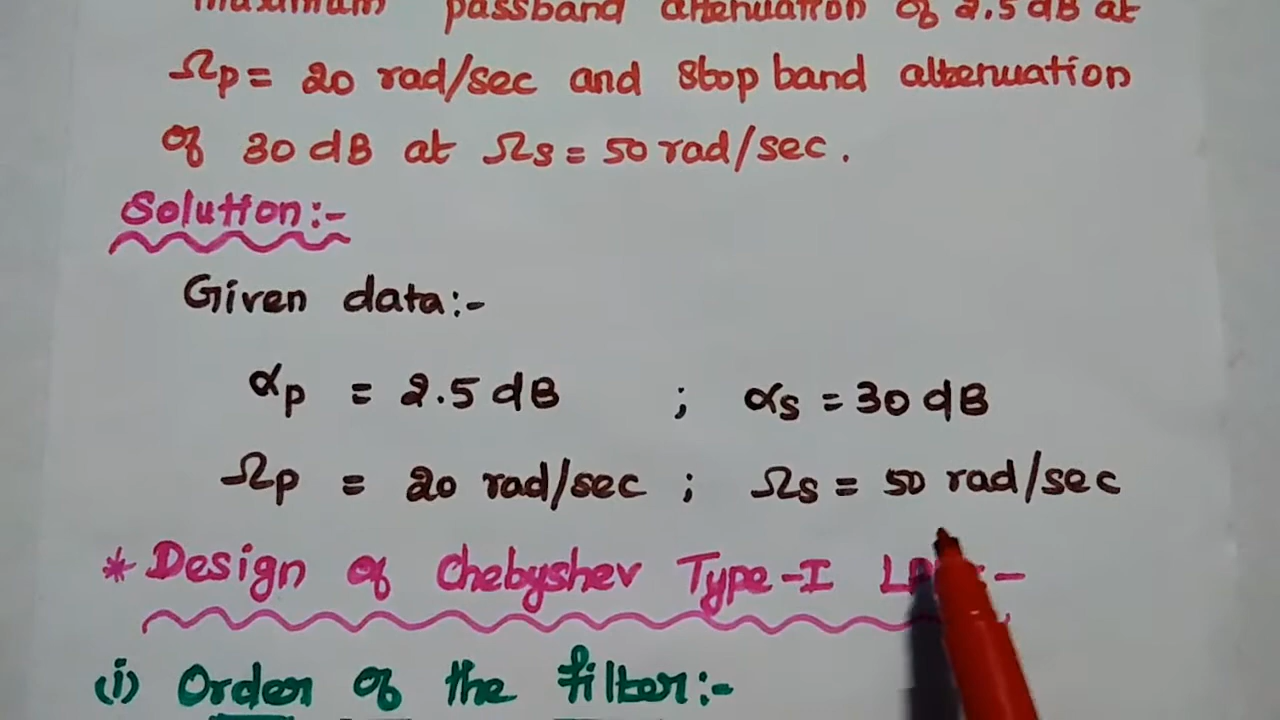 maximum passband attenuation of 2.5 dB at
Ωp = 20 rad/sec and stop band attenuation
of 30 dB at Ωs = 50 rad/sec.
Solution:-
Given data:-
αp = 2.5 dB ; αs = 30 dB
Ωp = 20 rad/sec ; Ωs = 50 rad/sec
* Design of Chebyshev Type-I :-
(i) Order of the filter:-